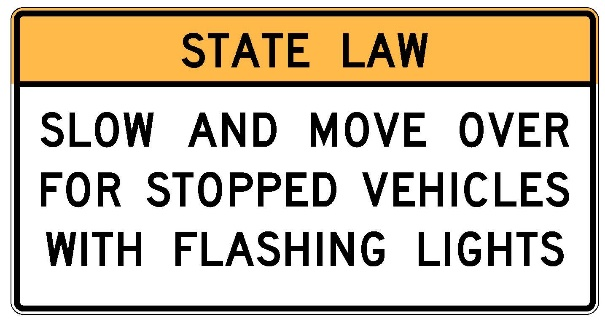 STATE LAW
SLOW AND MOVE OVER
FOR STOPPED VEHICLES
WITH FLASHING LIGHTS